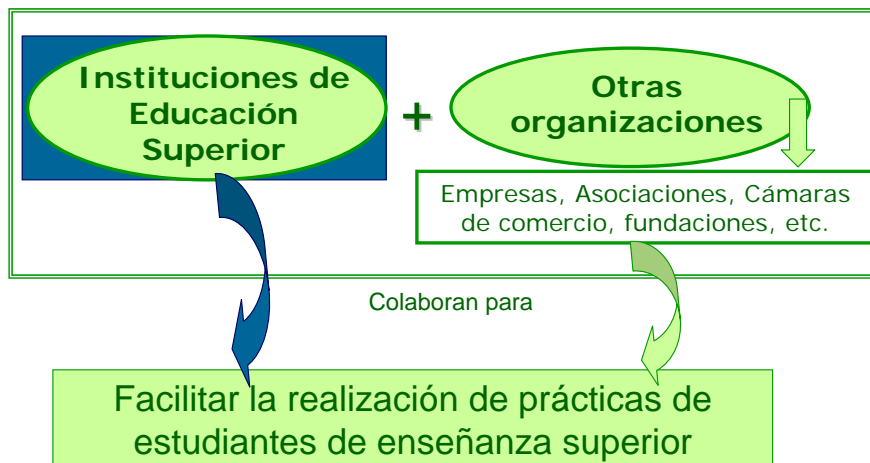 Instituciones de
Educación
Superior
+
Otras
organizaciones
Empresas, Asociaciones, Cámaras
de comercio, fundaciones, etc.
Colaboran para
Facilitar la realización de prácticas de
estudiantes de enseñanza superior